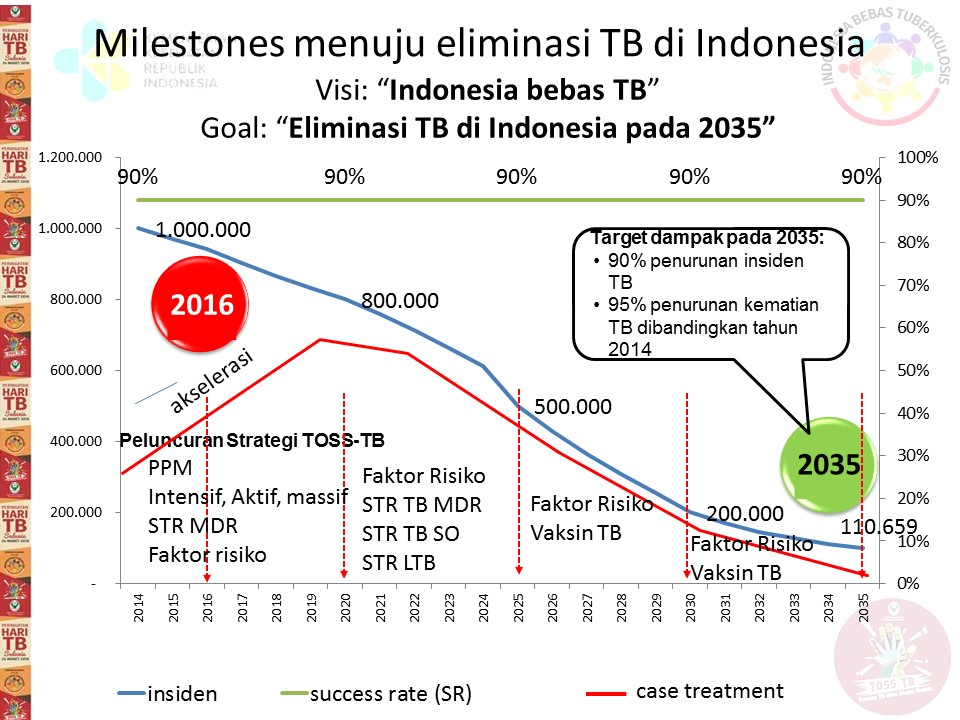 Milestones menuju eliminasi TB di Indonesia
Visi: “Indonesia bebas TB”
Goal: “Eliminasi TB di Indonesia pada 2035”
REPUBLIK
INDONESIA
INDONESIA BEBAS TUBERKULOSIS
PERINGATAN
HARI
TB
Sedunia
24 MARET 2016
1.200.000
1.000.000
800.000
600.000
400.000
200.000
-
100%
90%
80%
70%
60%
50%
40%
30%
20%
10%
0%
90%
90%
90%
90%
90%
1.000.000
800.000
500.000
200.000
110.659
2016
akselerasi
Target dampak pada 2035:
• 90% penurunan insiden
TB
• 95% penurunan kematian
TB dibandingkan tahun
2014
2035
Peluncuran Strategi TOSS-TB
PPM
Intensif, Aktif, massif
STR MDR
Faktor risiko
Faktor Risiko
STR TB MDR
STR TB SO
STR LTB
Faktor Risiko
Vaksin TB
Faktor Risiko
Vaksin TB
2014
2015
2016
2017
2018
2019
2020
2021
2022
2023
2024
2025
2026
2027
2028
2029
2030
2031
2032
2033
2034
2035
insiden
success rate (SR)
case treatment
TOSS TB